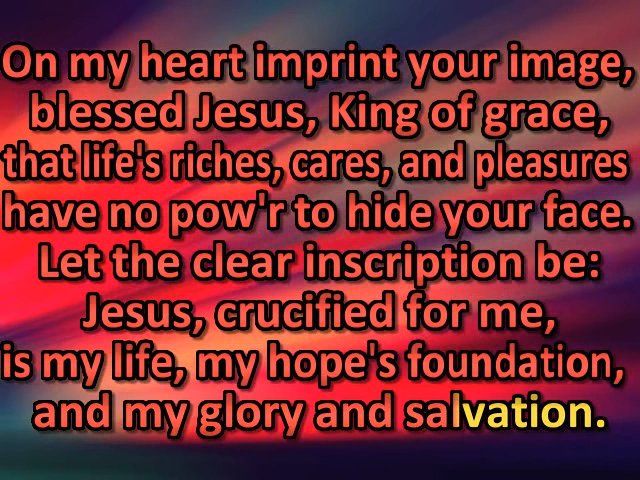 On my heart imprint your image,
blessed Jesus, King of grace,
that life's riches, cares, and pleasures
have no pow'r to hide your face.
Let the clear inscription be:
Jesus, crucified for me,
is my life, my hope's foundation,
and my glory and salvation.